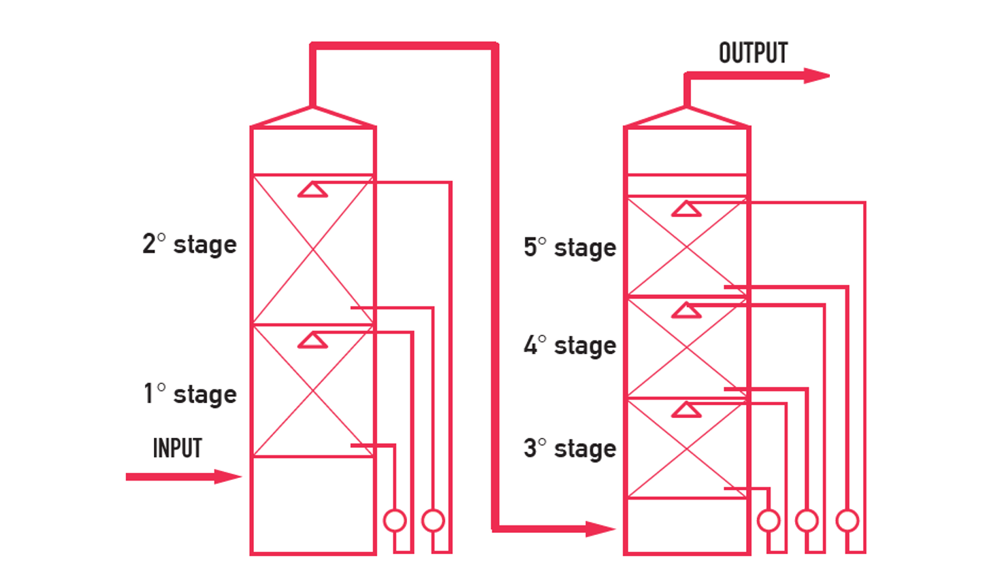 OUTPUT
2° stage
5° stage
4° stage
1° stage
INPUT
3° stage